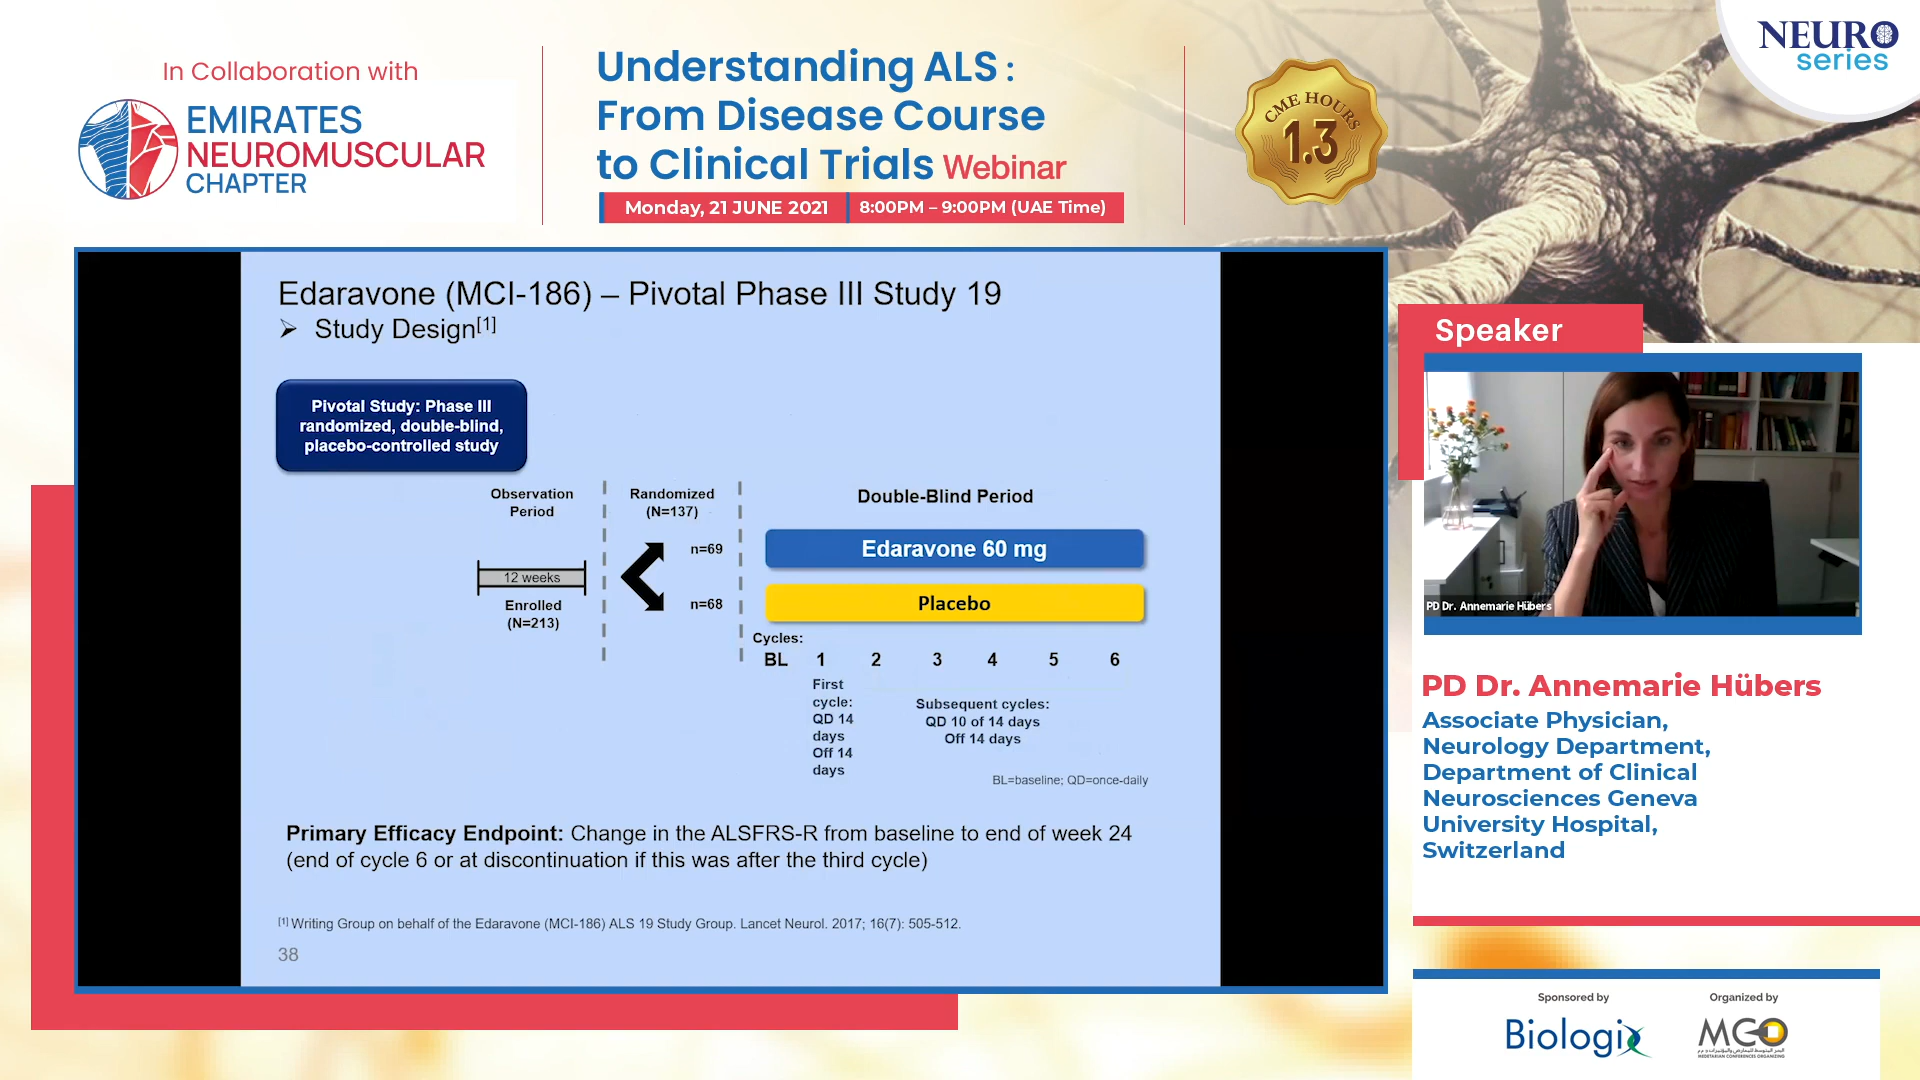 In Collaboration with
EMIRATES
NEUROMUSCULAR
CHAPTER
Understanding ALS :
From Disease Course
to Clinical Trials Webinar
Monday, 21 JUNE 2021
8:00PM – 9:00PM (UAE Time)
CME HOURS
1.3
NEURO
series
Edaravone (MCI-186) – Pivotal Phase III Study 19
➢ Study Design[1]
Pivotal Study: Phase III
randomized, double-blind,
placebo-controlled study
Observation
Period
12 weeks
Enrolled
(N=213)
Randomized
(N=137)
n=69
n=68
Double-Blind Period
Edaravone 60 mg
Placebo
Cycles:
BL 1 2 3 4 5 6
First
cycle:
QD 14
days
Off 14
days
Subsequent cycles:
QD 10 of 14 days
Off 14 days
BL=baseline; QD=once-daily
Primary Efficacy Endpoint: Change in the ALSFRS-R from baseline to end of week 24
(end of cycle 6 or at discontinuation if this was after the third cycle)
[1] Writing Group on behalf of the Edaravone (MCI-186) ALS 19 Study Group. Lancet Neurol. 2017; 16(7): 505-512.
38
Speaker
PD Dr. Annemarie Hübers
PD Dr. Annemarie Hübers
Associate Physician,
Neurology Department,
Department of Clinical
Neurosciences Geneva
University Hospital,
Switzerland
Sponsored by
Biologix
Organized by
MCO